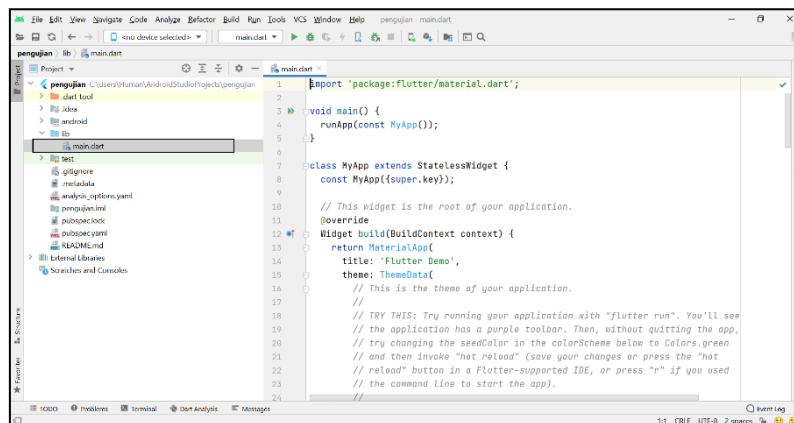 File Edit View Navigate Code Analyze Refactor Build Run Tools VCS Window Help pengujian - main.dart
<no device selected> main.dart
pengujian lib main.dart
Project main.dart
Project
pengujian C:\Users\Human\AndroidStudioProjects\pengujian
.dart_tool
.idea
android
lib
main.dart
test
.gitignore
.metadata
analysis_options.yaml
pengujian.iml
pubspec.lock
pubspec.yaml
README.md
External Libraries
Scratches and Consoles
1 import 'package:flutter/material.dart';
2
3 void main() {
4 runApp(const MyApp());
5 }
6
7 class MyApp extends StatelessWidget {
8 const MyApp({super.key});
9
10 // This widget is the root of your application.
11 @override
12 Widget build(BuildContext context) {
13 return MaterialApp(
14 title: 'Flutter Demo',
15 theme: ThemeData(
16 // This is the theme of your application.
17 //
18 // TRY THIS: Try running your application with "flutter run". You'll see
19 // the application has a purple toolbar. Then, without quitting the app,
20 // try changing the seedColor in the colorScheme below to Colors.green
21 // and then invoke "hot reload" (save your changes or press the "hot
22 // reload" button in a Flutter-supported IDE, or press "r" if you used
23 // the command line to start the app).
24 //
Structure
Favorites
TODO Problems Terminal Dart Analysis Messages Event Log
1:1 CRLF UTF-8 2 spaces